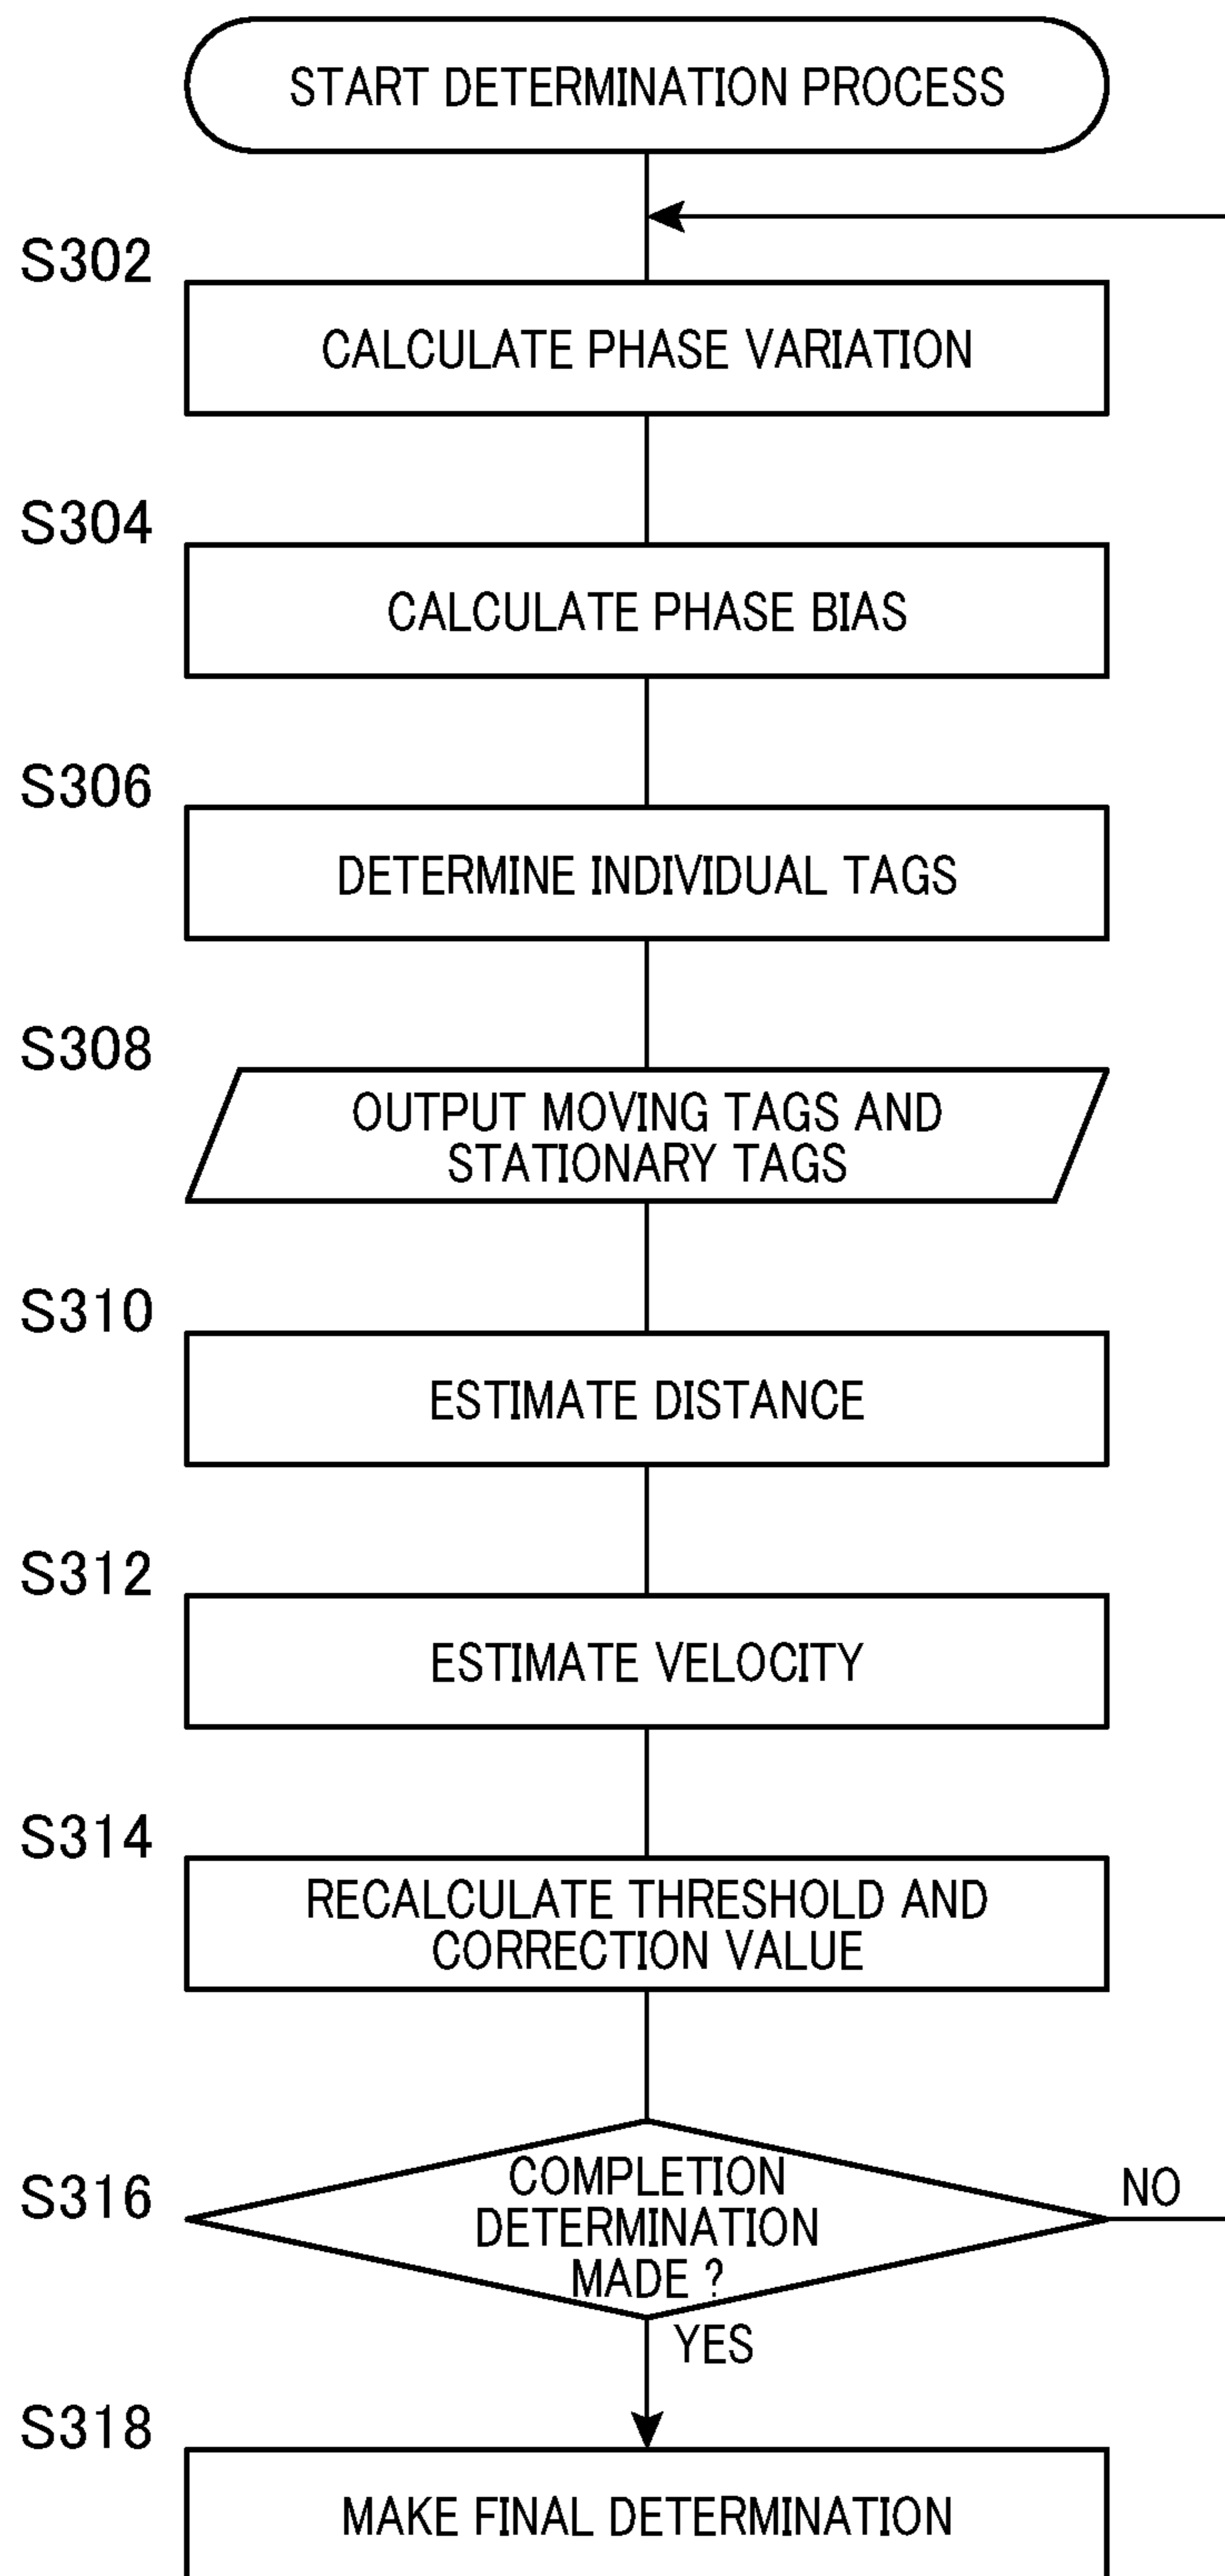 START DETERMINATION PROCESS
S302
CALCULATE PHASE VARIATION
S304
CALCULATE PHASE BIAS
S306
DETERMINE INDIVIDUAL TAGS
S308
OUTPUT MOVING TAGS AND
STATIONARY TAGS
S310
ESTIMATE DISTANCE
S312
ESTIMATE VELOCITY
S314
RECALCULATE THRESHOLD AND
CORRECTION VALUE
S316
COMPLETION
DETERMINATION
MADE ?
NO
YES
S318
MAKE FINAL DETERMINATION